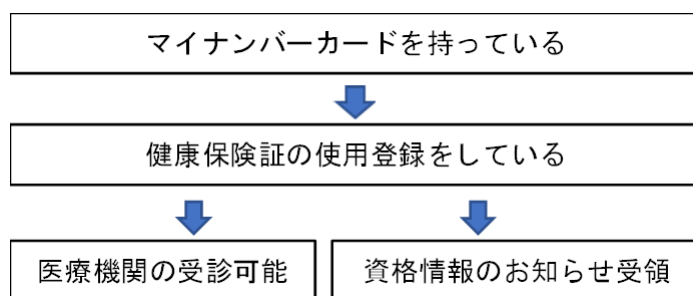 マイナンバーカードを持っている
健康保険証の使用登録をしている
医療機関の受診可能
資格情報のお知らせ受領